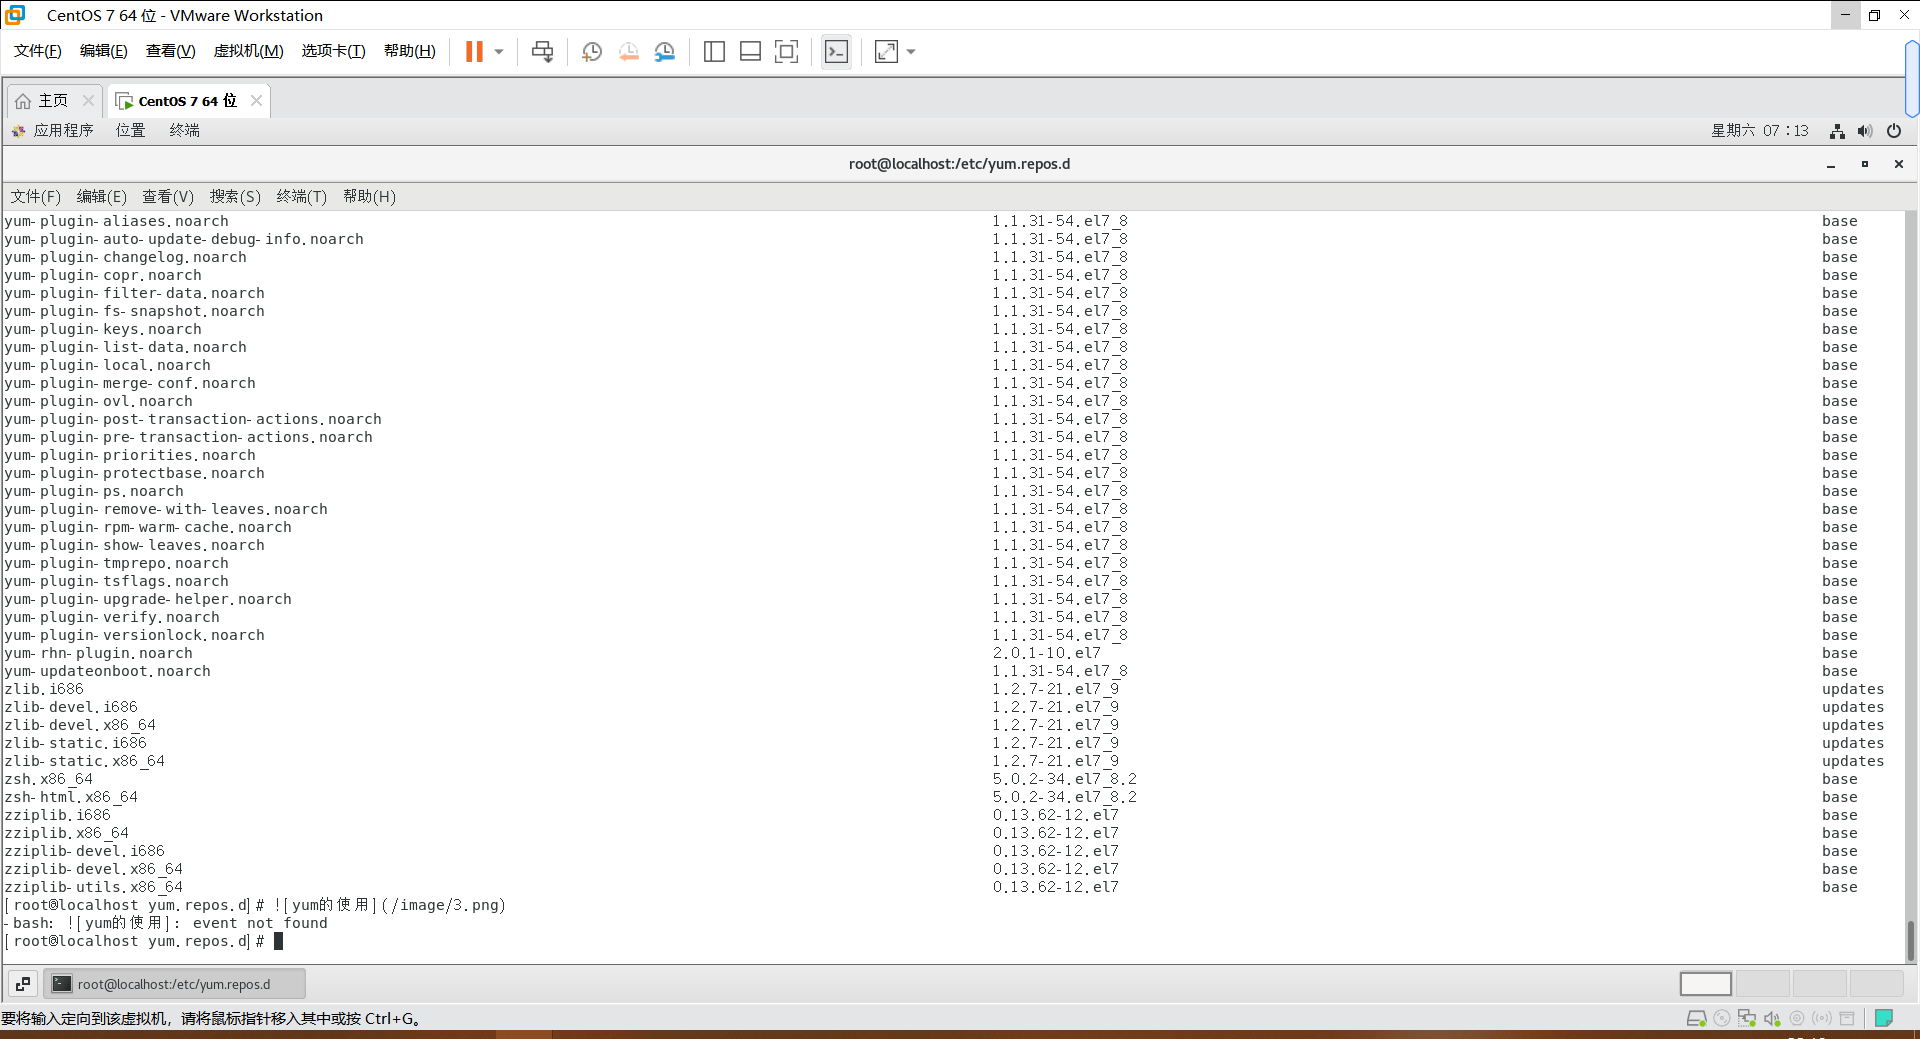 CentOS 7 64 位 - VMware Workstation
文件(F) 编辑(E) 查看(V) 虚拟机(M) 选项卡(T) 帮助(H)
主页 CentOS 7 64 位
应用程序 位置 终端 星期六 07：13
root@localhost:/etc/yum.repos.d
文件(F) 编辑(E) 查看(V) 搜索(S) 终端(T) 帮助(H)
yum-plugin-aliases.noarch 1.1.31-54.el7_8 base
yum-plugin-auto-update-debug-info.noarch 1.1.31-54.el7_8 base
yum-plugin-changelog.noarch 1.1.31-54.el7_8 base
yum-plugin-copr.noarch 1.1.31-54.el7_8 base
yum-plugin-filter-data.noarch 1.1.31-54.el7_8 base
yum-plugin-fs-snapshot.noarch 1.1.31-54.el7_8 base
yum-plugin-keys.noarch 1.1.31-54.el7_8 base
yum-plugin-list-data.noarch 1.1.31-54.el7_8 base
yum-plugin-local.noarch 1.1.31-54.el7_8 base
yum-plugin-merge-conf.noarch 1.1.31-54.el7_8 base
yum-plugin-ovl.noarch 1.1.31-54.el7_8 base
yum-plugin-post-transaction-actions.noarch 1.1.31-54.el7_8 base
yum-plugin-pre-transaction-actions.noarch 1.1.31-54.el7_8 base
yum-plugin-priorities.noarch 1.1.31-54.el7_8 base
yum-plugin-protectbase.noarch 1.1.31-54.el7_8 base
yum-plugin-ps.noarch 1.1.31-54.el7_8 base
yum-plugin-remove-with-leaves.noarch 1.1.31-54.el7_8 base
yum-plugin-rpm-warm-cache.noarch 1.1.31-54.el7_8 base
yum-plugin-show-leaves.noarch 1.1.31-54.el7_8 base
yum-plugin-tmprepo.noarch 1.1.31-54.el7_8 base
yum-plugin-tsflags.noarch 1.1.31-54.el7_8 base
yum-plugin-upgrade-helper.noarch 1.1.31-54.el7_8 base
yum-plugin-verify.noarch 1.1.31-54.el7_8 base
yum-plugin-versionlock.noarch 1.1.31-54.el7_8 base
yum-rhn-plugin.noarch 2.0.1-10.el7 base
yum-updateonboot.noarch 1.1.31-54.el7_8 base
zlib.i686 1.2.7-21.el7_9 updates
zlib-devel.i686 1.2.7-21.el7_9 updates
zlib-devel.x86_64 1.2.7-21.el7_9 updates
zlib-static.i686 1.2.7-21.el7_9 updates
zlib-static.x86_64 1.2.7-21.el7_9 updates
zsh.x86_64 5.0.2-34.el7_8.2 base
zsh-html.x86_64 5.0.2-34.el7_8.2 base
zziplib.i686 0.13.62-12.el7 base
zziplib.x86_64 0.13.62-12.el7 base
zziplib-devel.i686 0.13.62-12.el7 base
zziplib-devel.x86_64 0.13.62-12.el7 base
zziplib-utils.x86_64 0.13.62-12.el7 base
[root@localhost yum.repos.d]# ![yum的使用](/image/3.png)
-bash: ![yum的使用]: event not found
[root@localhost yum.repos.d]#
root@localhost:/etc/yum.repos.d
要将输入定向到该虚拟机，请将鼠标指针移入其中或按 Ctrl+G。